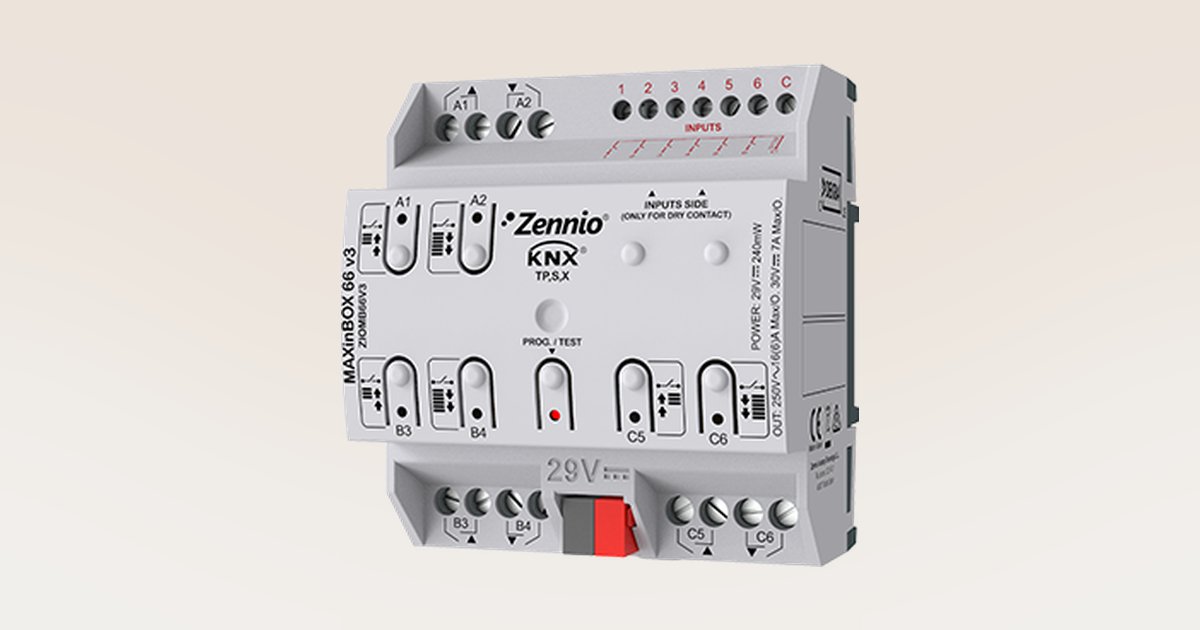 A1 A2
1 2 3 4 5 6 C
INPUTS
A1
A2
Zennio®
KNX®
TP,S,X
INPUTS SIDE
(ONLY FOR DRY CONTACT)
MAXinBOX 66 v3
ZIOMB66V3
PROG. / TEST
POWER: 29V 240mW
OUT: 250V 16(6)A Max/O. 30V 7A Max/O.
B3
B4
C5
C6
CE
29V
B3 B4
C5 C6